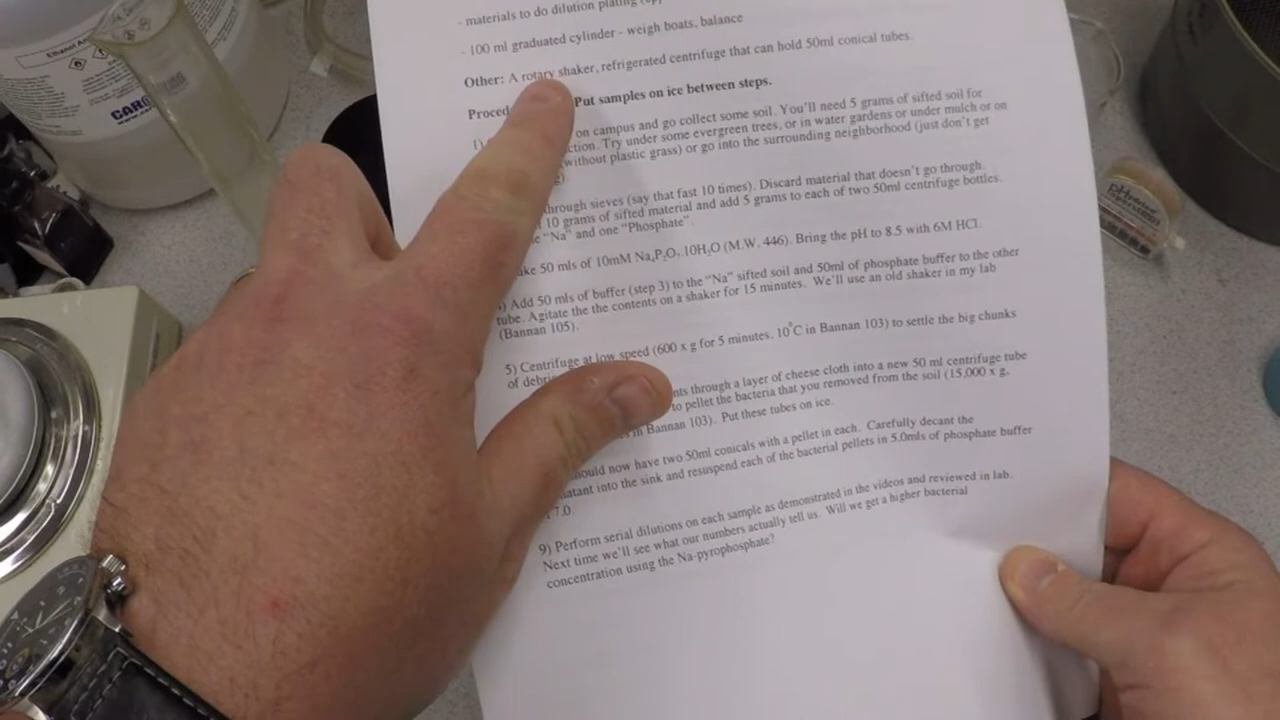 - materials to do dilution plating
- 100 ml graduated cylinder - weigh boats, balance
Other: A rotary shaker, refrigerated centrifuge that can hold 50ml conical tubes.
Proced Put samples on ice between steps.
on campus and go collect some soil. You'll need 5 grams of sifted soil for
ction. Try under some evergreen trees, or in water gardens or under mulch or on
without plastic grass) or go into the surrounding neighborhood (just don't get
through sieves (say that fast 10 times). Discard material that doesn't go through.
10 grams of sifted material and add 5 grams to each of two 50ml centrifuge bottles.
"Na" and one "Phosphate".
ke 50 mls of 10mM Na4P2O7.10H2O (M.W. 446). Bring the pH to 8.5 with 6M HCl.
) Add 50 mls of buffer (step 3) to the "Na" sifted soil and 50ml of phosphate buffer to the other
tube. Agitate the the contents on a shaker for 15 minutes. We'll use an old shaker in my lab
(Bannan 105).
5) Centrifuge at low speed (600 x g for 5 minutes, 10°C in Bannan 103) to settle the big chunks
of debri
nts through a layer of cheese cloth into a new 50 ml centrifuge tube
to pellet the bacteria that you removed from the soil (15,000 x g,
in Bannan 103). Put these tubes on ice.
ould now have two 50ml conicals with a pellet in each. Carefully decant the
atant into the sink and resuspend each of the bacterial pellets in 5.0mls of phosphate buffer
7.0.
9) Perform serial dilutions on each sample as demonstrated in the videos and reviewed in lab.
Next time we'll see what our numbers actually tell us. Will we get a higher bacterial
concentration using the Na-pyrophosphate?
Ethanol
CARO
pHydrion